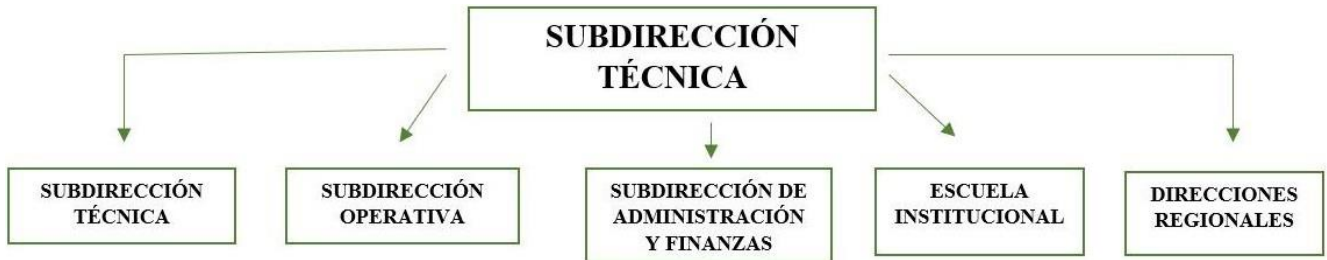 SUBDIRECCIÓN
TÉCNICA
SUBDIRECCIÓN
TÉCNICA
SUBDIRECCIÓN
OPERATIVA
SUBDIRECCIÓN DE
ADMINISTRACIÓN
Y FINANZAS
ESCUELA
INSTITUCIONAL
DIRECCIONES
REGIONALES